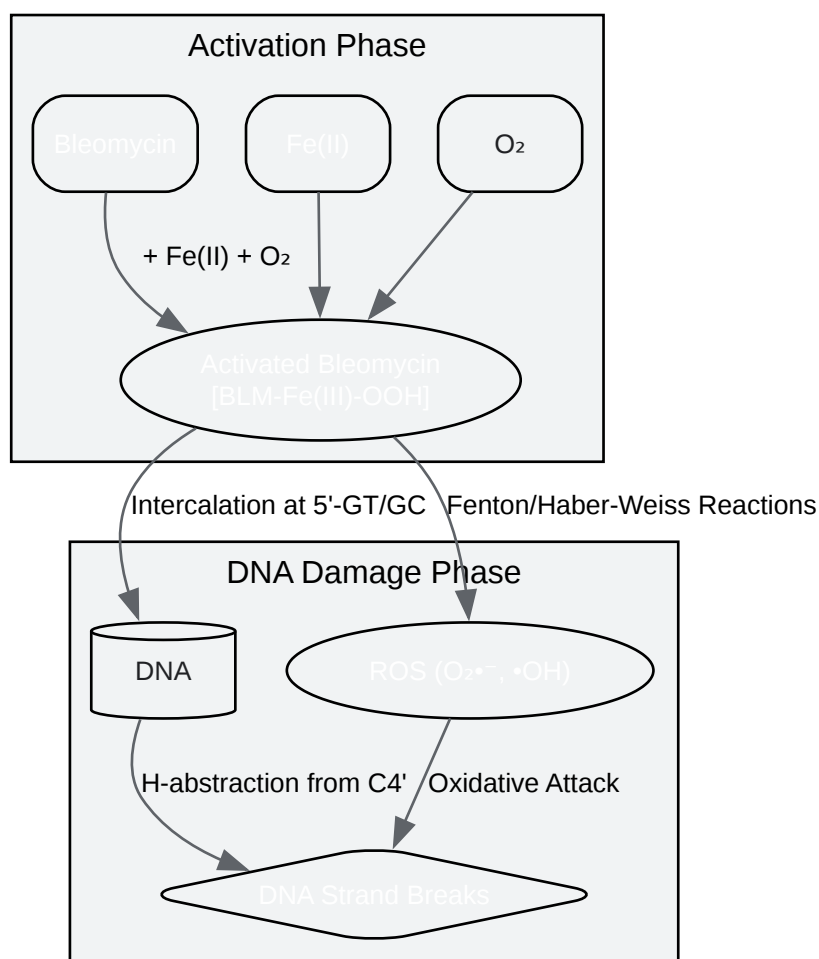 Activation Phase
Bleomycin
Fe(II)
O₂
+ Fe(II) + O₂
Activated Bleomycin
[BLM-Fe(III)-OOH]
Intercalation at 5'-GT/GC
Fenton/Haber-Weiss Reactions
DNA Damage Phase
DNA
ROS (O₂•⁻, •OH)
H-abstraction from C4'
Oxidative Attack
DNA Strand Breaks